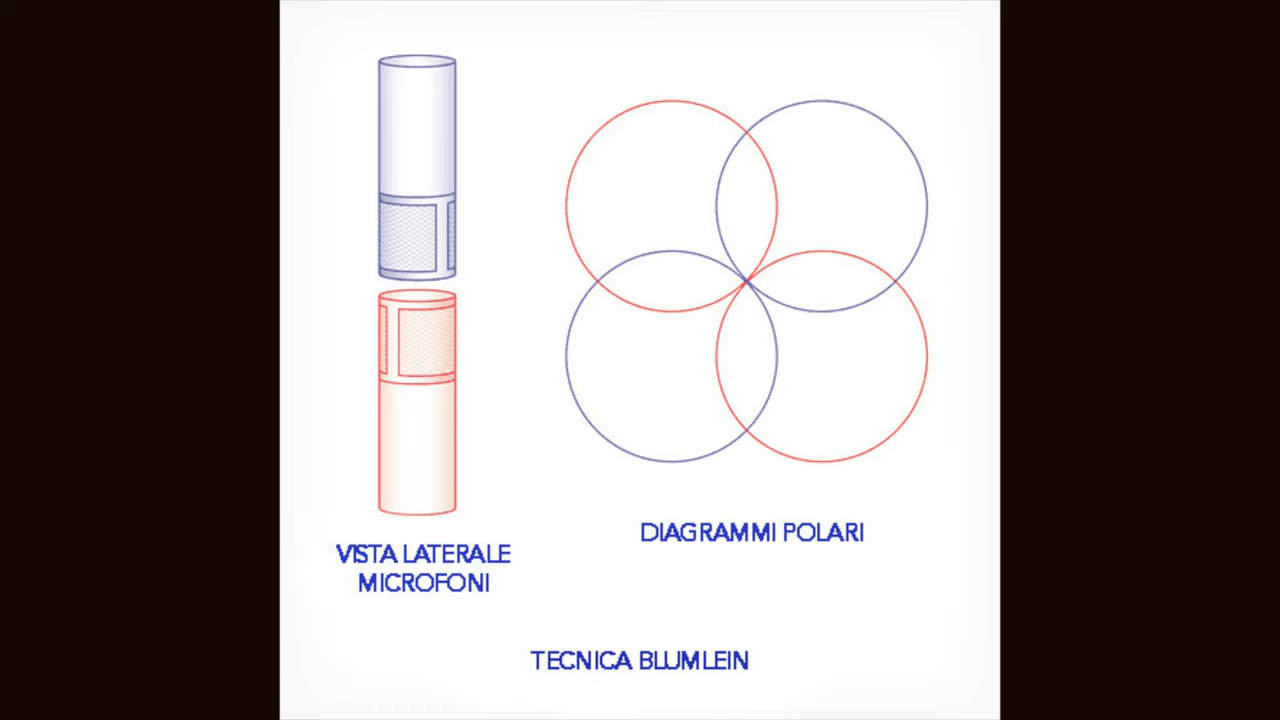 VISTA LATERALE
MICROFONI
DIAGRAMMI POLARI
TECNICA BLUMLEIN